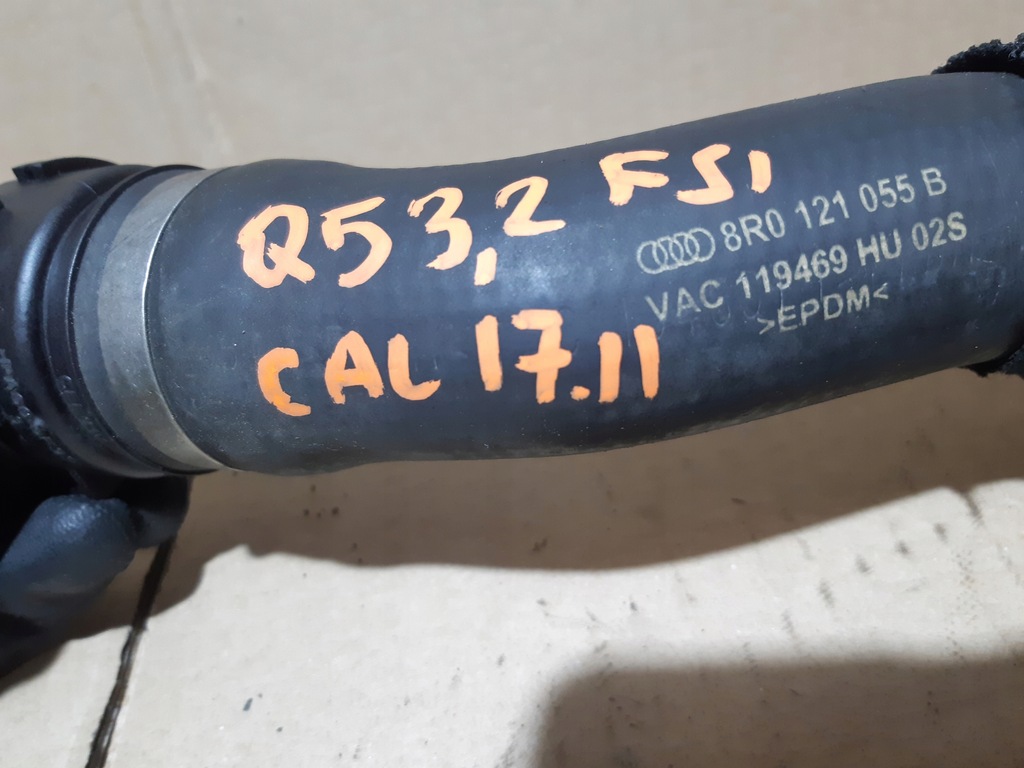 Q5 3,2 FSI
CAL 17.11
8R0 121 055 B
VAC 119469 HU 02S
>EPDM<